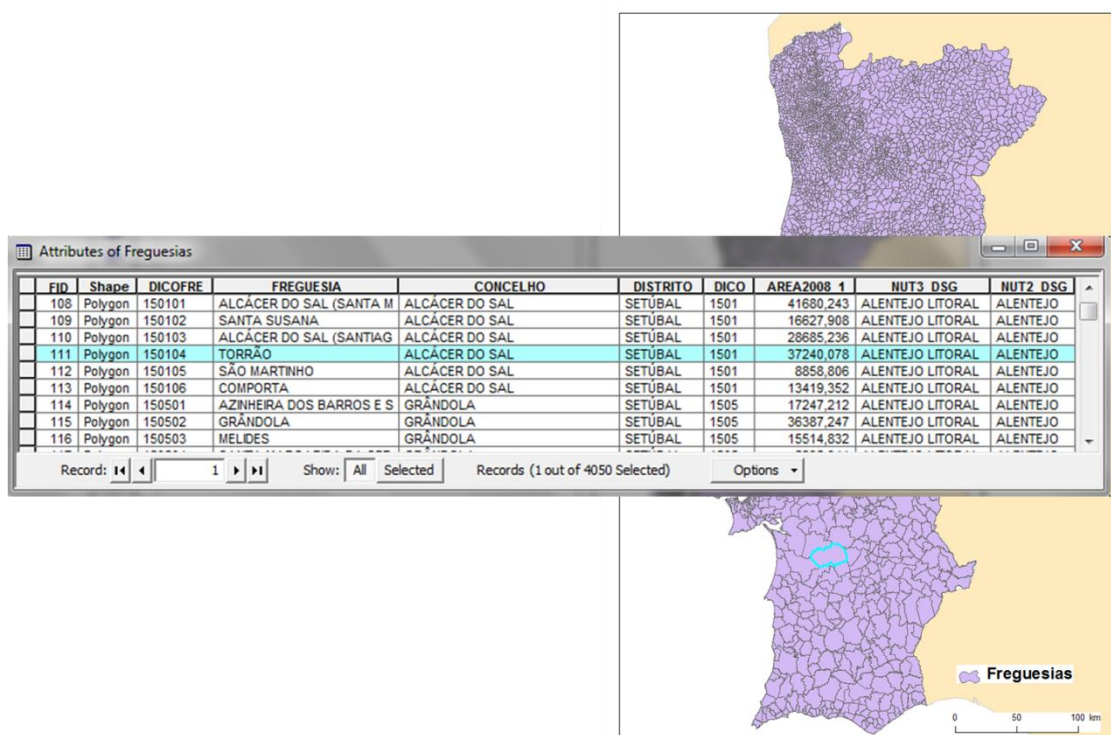 Attributes of Freguesias
FID Shape DICOFRE FREGUESIA CONCELHO DISTRITO DICO AREA2008_1 NUT3_DSG NUT2_DSG
108 Polygon 150101 ALCÁCER DO SAL (SANTA M ALCÁCER DO SAL SETÚBAL 1501 41680,243 ALENTEJO LITORAL ALENTEJO
109 Polygon 150102 SANTA SUSANA ALCÁCER DO SAL SETÚBAL 1501 16627,908 ALENTEJO LITORAL ALENTEJO
110 Polygon 150103 ALCÁCER DO SAL (SANTIAG ALCÁCER DO SAL SETÚBAL 1501 28685,236 ALENTEJO LITORAL ALENTEJO
111 Polygon 150104 TORRÃO ALCÁCER DO SAL SETÚBAL 1501 37240,078 ALENTEJO LITORAL ALENTEJO
112 Polygon 150105 SÃO MARTINHO ALCÁCER DO SAL SETÚBAL 1501 8858,806 ALENTEJO LITORAL ALENTEJO
113 Polygon 150106 COMPORTA ALCÁCER DO SAL SETÚBAL 1501 13419,352 ALENTEJO LITORAL ALENTEJO
114 Polygon 150501 AZINHEIRA DOS BARROS E S GRÂNDOLA SETÚBAL 1505 17247,212 ALENTEJO LITORAL ALENTEJO
115 Polygon 150502 GRÂNDOLA GRÂNDOLA SETÚBAL 1505 36387,247 ALENTEJO LITORAL ALENTEJO
116 Polygon 150503 MELIDES GRÂNDOLA SETÚBAL 1505 15514,832 ALENTEJO LITORAL ALENTEJO
Record: 1 Show: All Selected Records (1 out of 4050 Selected) Options
Freguesias
0 50 100 km